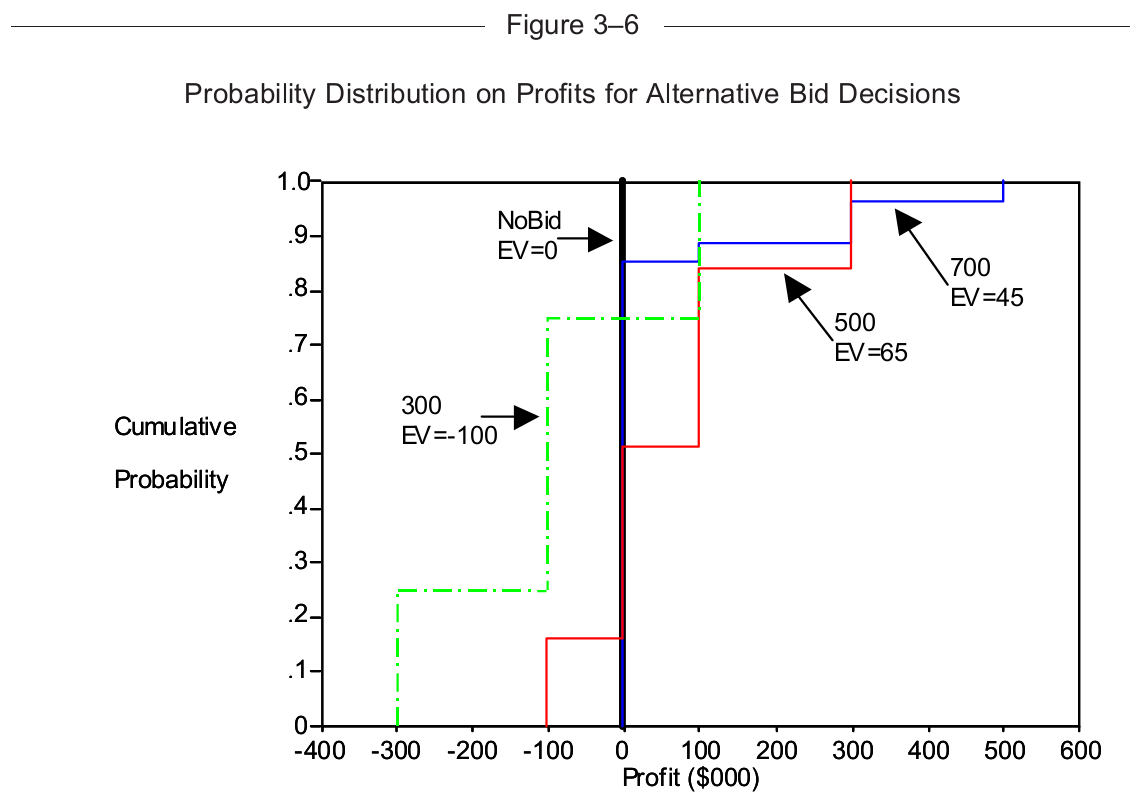 Figure 3–6
Probability Distribution on Profits for Alternative Bid Decisions
1.0
.9
.8
.7
.6
.5
.4
.3
.2
.1
0
Cumulative
Probability
NoBid
EV=0
300
EV=-100
500
EV=65
700
EV=45
-400 -300 -200 -100 0 100 200 300 400 500 600
Profit ($000)